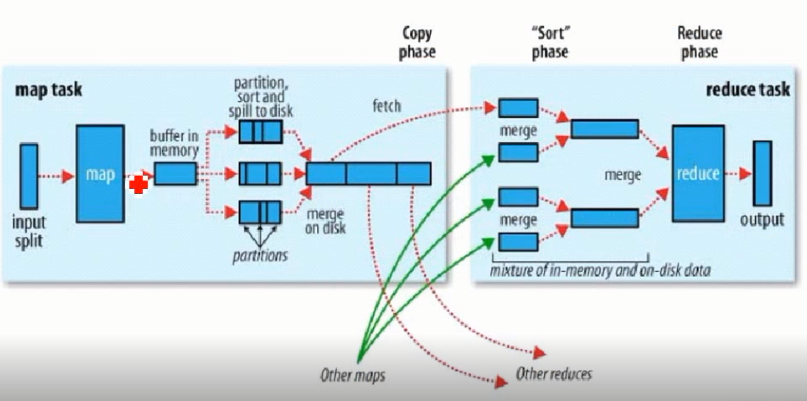 Copy
phase
"Sort"
phase
Reduce
phase
map task
partition,
sort and
spill to disk
fetch
reduce task
buffer in
memory
map
merge
merge
reduce
input
split
merge
on disk
merge
output
partitions
mixture of in-memory and on-disk data
Other maps
Other reduces